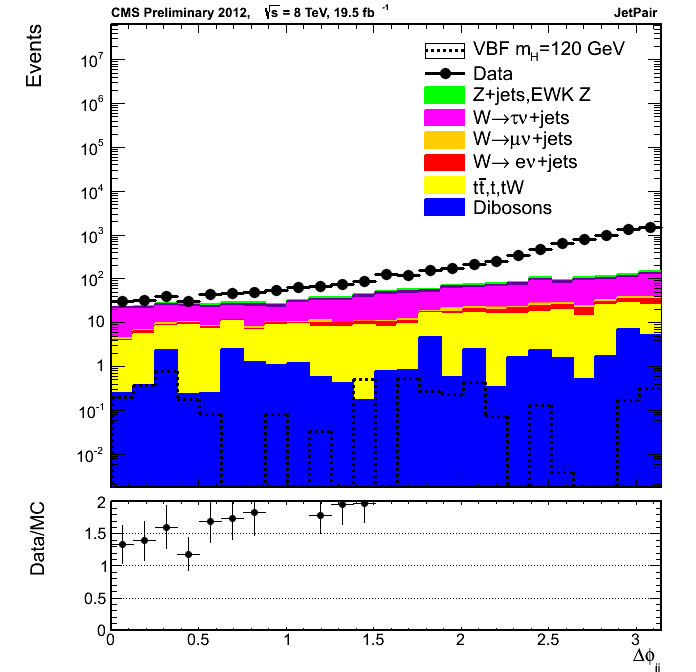 CMS Preliminary 2012, √s = 8 TeV, 19.5 fb⁻¹ JetPair
Events
10⁷
10⁶
10⁵
10⁴
10³
10²
10
1
10⁻¹
10⁻²
VBF m_H=120 GeV
Data
Z+jets,EWK Z
W→τν+jets
W→μν+jets
W→ eν+jets
tt̄,t,tW
Dibosons
Data/MC
2
1.5
1
0.5
0
0 0.5 1 1.5 2 2.5 3
Δϕ_jj